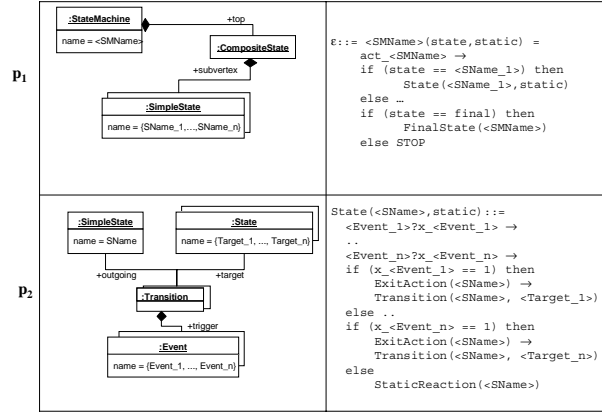 p1
:StateMachine
name = <SMName>
+top
:CompositeState
+subvertex
:SimpleState
name = {SName_1,...,SName_n}
ε::= <SMName>(state,static) =
act_<SMName> →
if (state == <SName_1>) then
State(<SName_1>,static)
else …
if (state == final) then
FinalState(<SMName>)
else STOP
p2
:SimpleState
name = SName
:State
name = {Target_1, ..., Target_n}
+outgoing
+target
:Transition
+trigger
:Event
name = {Event_1, ..., Event_n}
State(<SName>,static)::=
<Event_1>?x_<Event_1> →
..
<Event_n>?x_<Event_n> →
if (x_<Event_1> == 1) then
ExitAction(<SName>) →
Transition(<SName>, <Target_1>)
else ..
if (x_<Event_n> == 1) then
ExitAction(<SName>) →
Transition(<SName>, <Target_n>)
else
StaticReaction(<SName>)